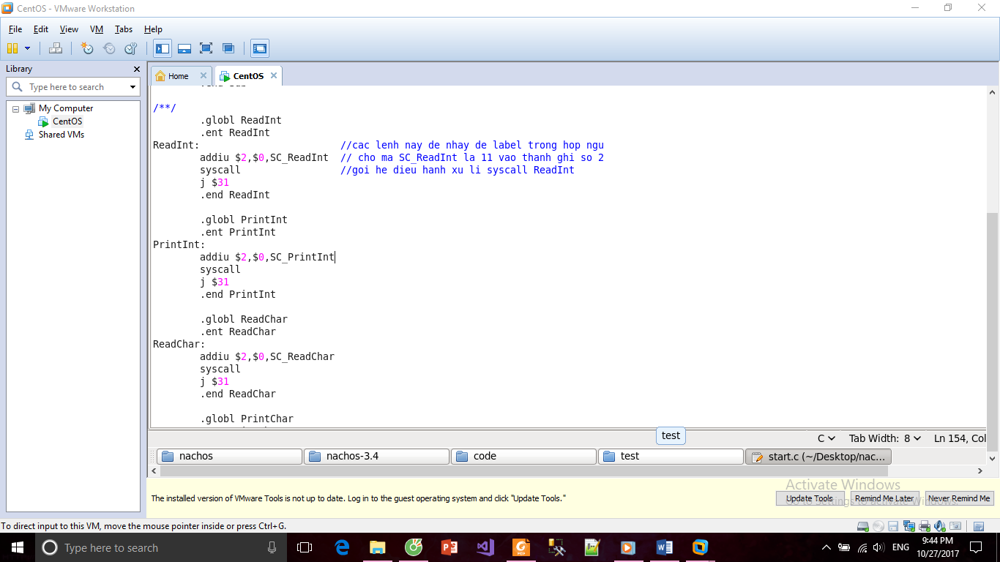 CentOS - VMware Workstation
File Edit View VM Tabs Help
Library
Type here to search
My Computer
CentOS
Shared VMs
Home
CentOS
/**/
.globl ReadInt
.ent ReadInt
ReadInt: //cac lenh nay de nhay de label trong hop ngu
addiu $2,$0,SC_ReadInt // cho ma SC_ReadInt la 11 vao thanh ghi so 2
syscall //goi he dieu hanh xu li syscall ReadInt
j $31
.end ReadInt
.globl PrintInt
.ent PrintInt
PrintInt:
addiu $2,$0,SC_PrintInt
syscall
j $31
.end PrintInt
.globl ReadChar
.ent ReadChar
ReadChar:
addiu $2,$0,SC_ReadChar
syscall
j $31
.end ReadChar
.globl PrintChar
test
C Tab Width: 8 Ln 154, Col
nachos nachos-3.4 code test start.c (~/Desktop/nac...
Activate Windows
Go to Settings to activate Windows.
The installed version of VMware Tools is not up to date. Log in to the guest operating system and click "Update Tools."
Update Tools Remind Me Later Never Remind Me
To direct input to this VM, move the mouse pointer inside or press Ctrl+G.
Type here to search
ENG
9:44 PM
10/27/2017